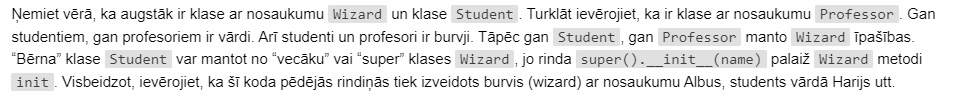 Ņemiet vērā, ka augstāk ir klase ar nosaukumu Wizard un klase Student. Turklāt ievērojiet, ka ir klase ar nosaukumu Professor. Gan
studentiem, gan profesoriem ir vārdi. Arī studenti un profesori ir burvji. Tāpēc gan Student, gan Professor manto Wizard īpašības.
“Bērna” klase Student var mantot no “vecāku” vai “super” klases Wizard, jo rinda super().__init__(name) palaiž Wizard metodi
init. Visbeidzot, ievērojiet, ka šī koda pēdējās rindiņās tiek izveidots burvis (wizard) ar nosaukumu Albus, students vārdā Harijs utt.